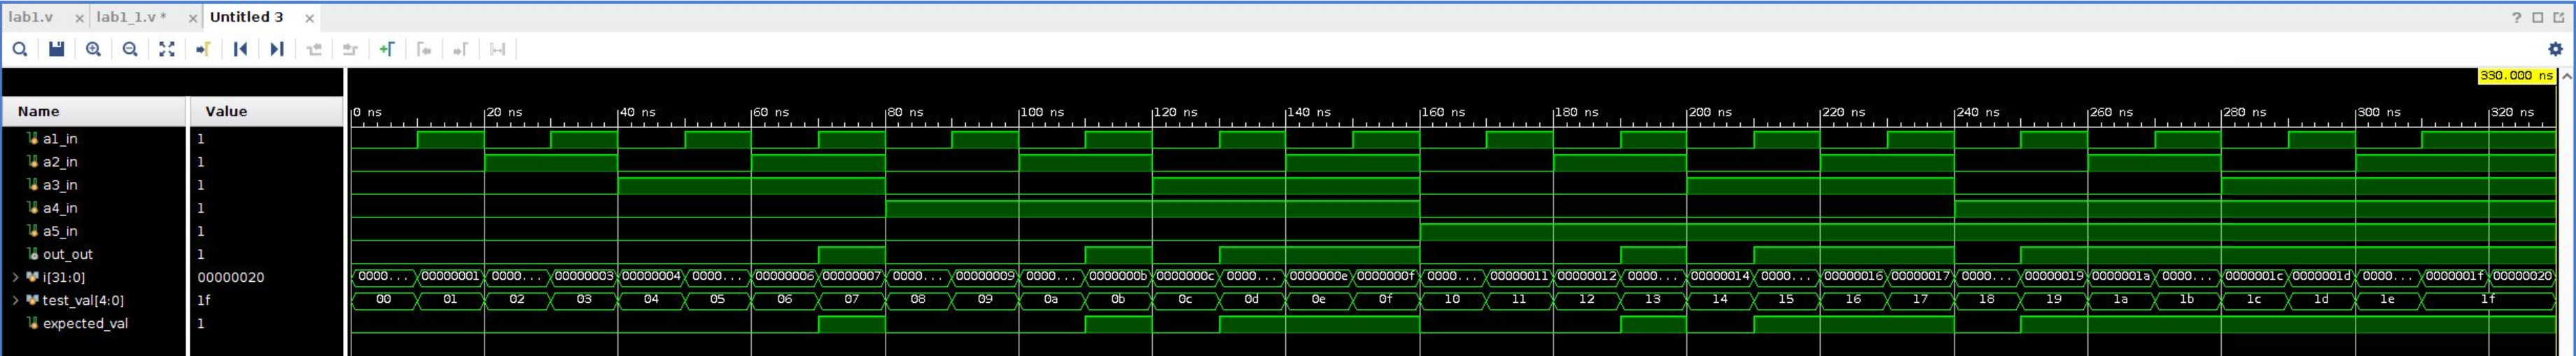 lab1.v × lab1_1.v * × Untitled 3 ×
?
330.000 ns
Name Value
0 ns 20 ns 40 ns 60 ns 80 ns 100 ns 120 ns 140 ns 160 ns 180 ns 200 ns 220 ns 240 ns 260 ns 280 ns 300 ns 320 ns
a1_in 1
a2_in 1
a3_in 1
a4_in 1
a5_in 1
out_out 1
i[31:0] 00000020 0000... 00000001 0000... 00000003 00000004 0000... 00000006 00000007 0000... 00000009 0000... 0000000b 0000000c 0000... 0000000e 0000000f 0000... 00000011 00000012 0000... 00000014 0000... 00000016 00000017 0000... 00000019 0000001a 0000... 0000001c 0000001d 0000... 0000001f 00000020
test_val[4:0] 1f 00 01 02 03 04 05 06 07 08 09 0a 0b 0c 0d 0e 0f 10 11 12 13 14 15 16 17 18 19 1a 1b 1c 1d 1e 1f
expected_val 1